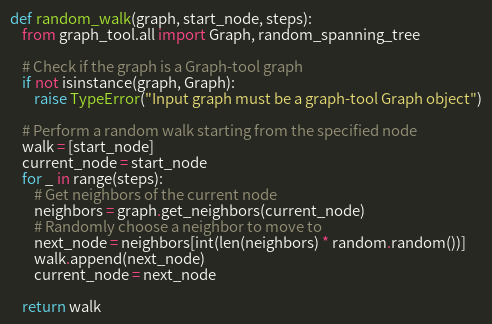 def random_walk(graph, start_node, steps):
from graph_tool.all import Graph, random_spanning_tree
# Check if the graph is a Graph-tool graph
if not isinstance(graph, Graph):
raise TypeError("Input graph must be a graph-tool Graph object")
# Perform a random walk starting from the specified node
walk = [start_node]
current_node = start_node
for _ in range(steps):
# Get neighbors of the current node
neighbors = graph.get_neighbors(current_node)
# Randomly choose a neighbor to move to
next_node = neighbors[int(len(neighbors) * random.random())]
walk.append(next_node)
current_node = next_node
return walk